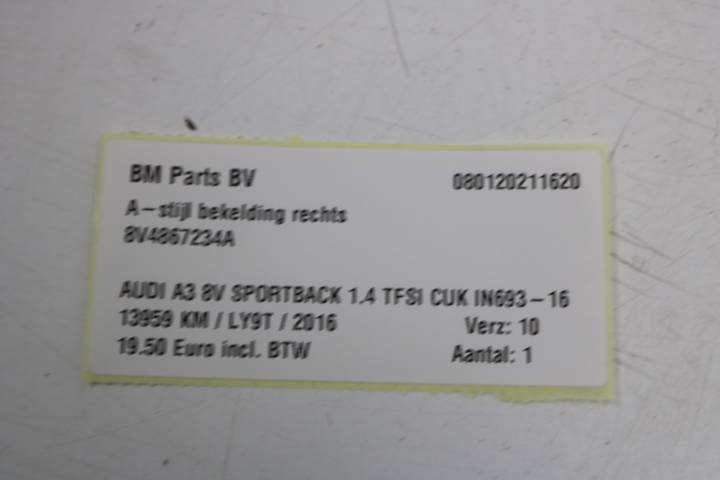 BM Parts BV 080120211620
A-stijl bekelding rechts
8V4867234A
AUDI A3 8V SPORTBACK 1.4 TFSI CUK IN693-16
13959 KM / LY9T / 2016 Verz: 10
19.50 Euro incl. BTW Aantal: 1